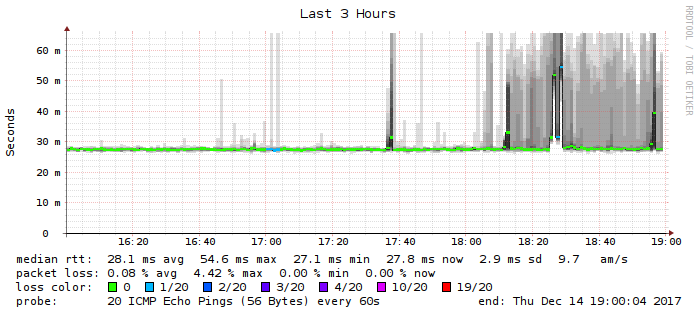 Last 3 Hours
RRDTOOL / TOBI OETIKER
Seconds
60 m
50 m
40 m
30 m
20 m
10 m
0
16:20 16:40 17:00 17:20 17:40 18:00 18:20 18:40 19:00
median rtt: 28.1 ms avg 54.6 ms max 27.1 ms min 27.8 ms now 2.9 ms sd 9.7 am/s
packet loss: 0.08 % avg 4.42 % max 0.00 % min 0.00 % now
loss color: 0 1/20 2/20 3/20 4/20 10/20 19/20
probe: 20 ICMP Echo Pings (56 Bytes) every 60s end: Thu Dec 14 19:00:04 2017